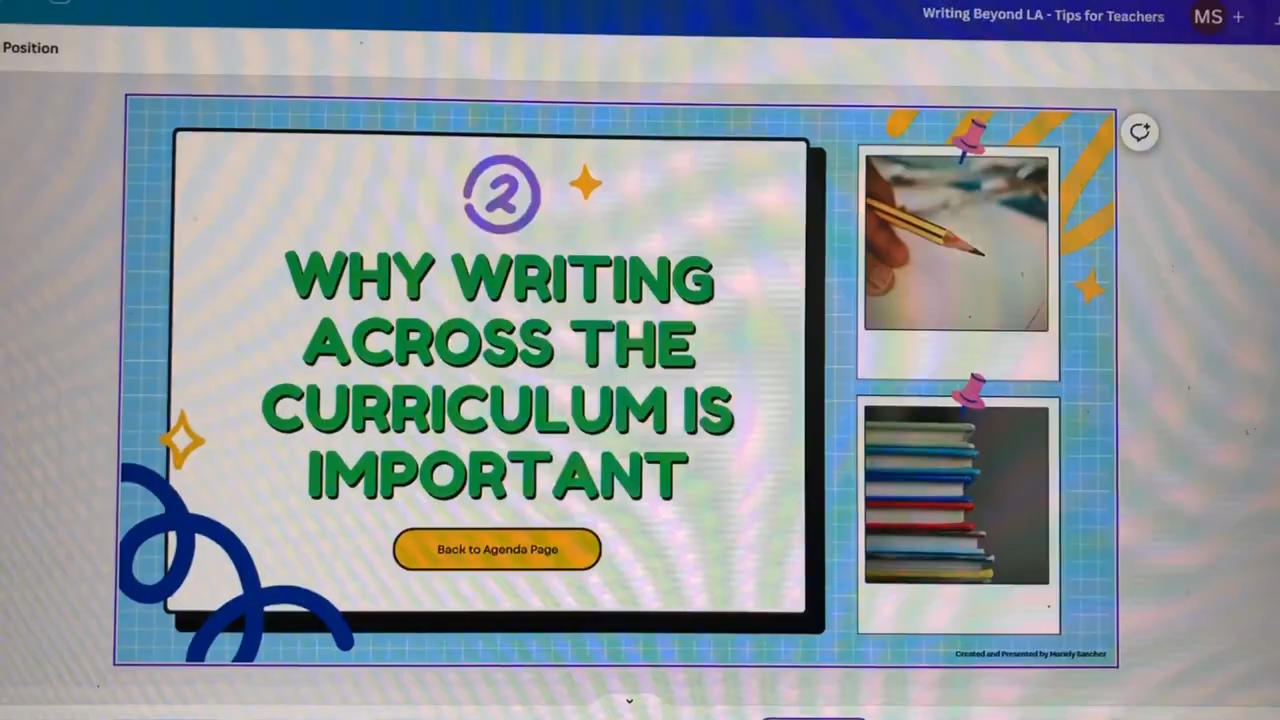 Writing Beyond LA - Tips for Teachers
MS +
Position
2
WHY WRITING
ACROSS THE
CURRICULUM IS
IMPORTANT
Back to Agenda Page
Created and Presented by